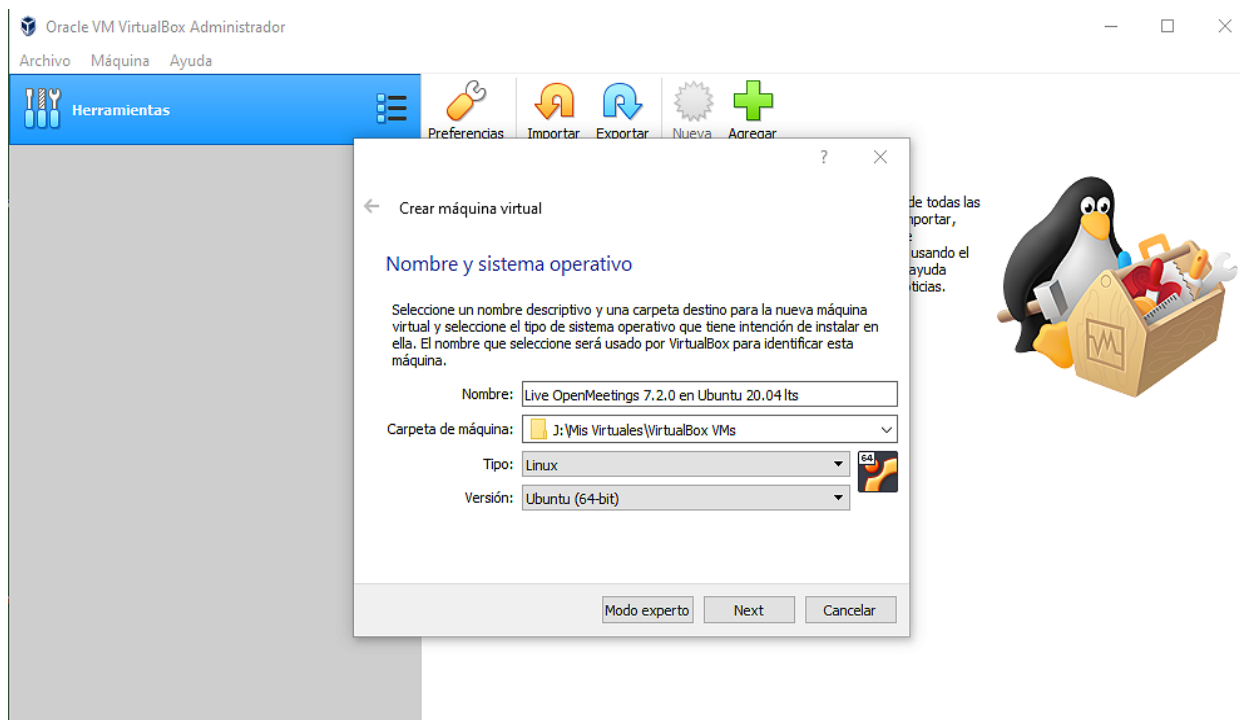 Oracle VM VirtualBox Administrador
Archivo Máquina Ayuda
Herramientas
Preferencias Importar Exportar Nueva Agregar
?
Crear máquina virtual
de todas las
mportar,
e
usando el
ayuda
oticias.
Nombre y sistema operativo
Seleccione un nombre descriptivo y una carpeta destino para la nueva máquina
virtual y seleccione el tipo de sistema operativo que tiene intención de instalar en
ella. El nombre que seleccione será usado por VirtualBox para identificar esta
máquina.
Nombre: Live OpenMeetings 7.2.0 en Ubuntu 20.04 lts
Carpeta de máquina: J:\Mis Virtuales\VirtualBox VMs
Tipo: Linux
64
Versión: Ubuntu (64-bit)
Modo experto Next Cancelar